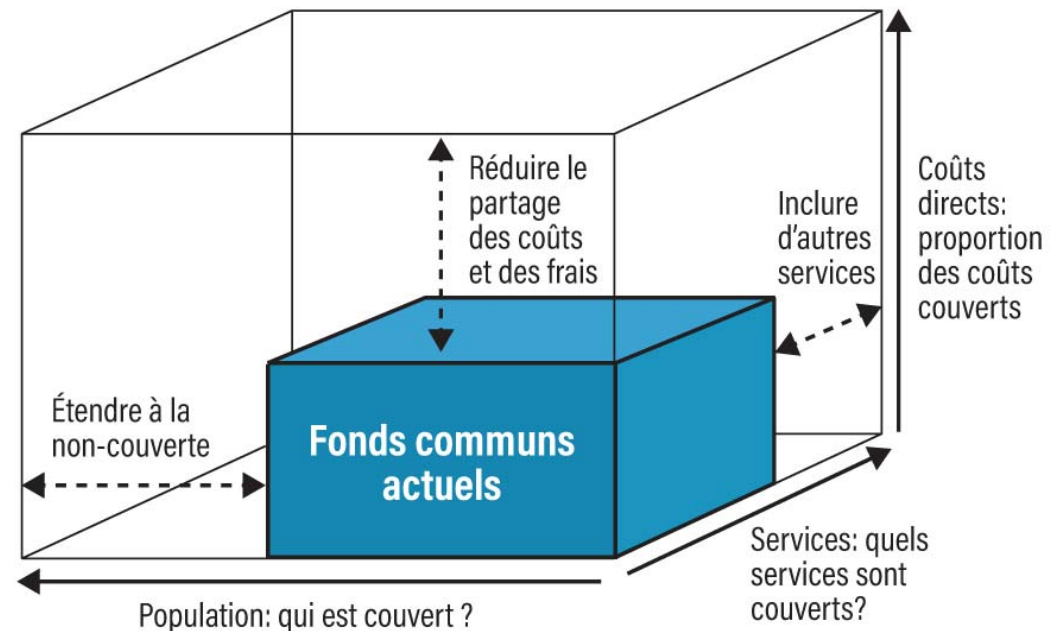 Réduire le
partage
des coûts
et des frais
Inclure
d'autres
services
Coûts
directs:
proportion
des coûts
couverts
Étendre à la
non-couverte
Fonds communs
actuels
Services: quels
services sont
couverts?
Population: qui est couvert ?